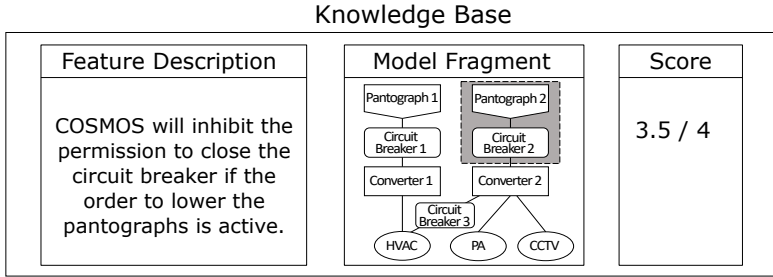 Knowledge Base
Feature Description
COSMOS will inhibit the
permission to close the
circuit breaker if the
order to lower the
pantographs is active.
Model Fragment
Pantograph 1
Pantograph 2
Circuit
Breaker 1
Circuit
Breaker 2
Converter 1
Converter 2
Circuit
Breaker 3
HVAC
PA
CCTV
Score
3.5 / 4